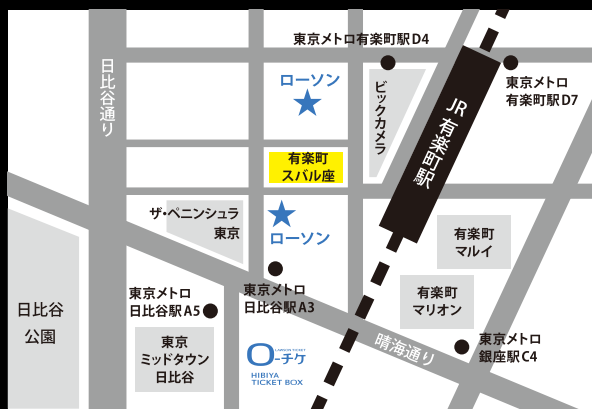 東京メトロ有楽町駅D4
日比谷通り
ローソン
ビックカメラ
JR有楽町駅
東京メトロ
有楽町駅D7
有楽町
スバル座
ザ・ペニンシュラ
東京
ローソン
有楽町
マルイ
東京メトロ
日比谷駅A3
東京メトロ
日比谷駅A5
有楽町
マリオン
日比谷
公園
東京
ミッドタウン
日比谷
晴海通り
東京メトロ
銀座駅C4
LAWSON TICKET
ローチケ
HIBIYA
TICKET BOX